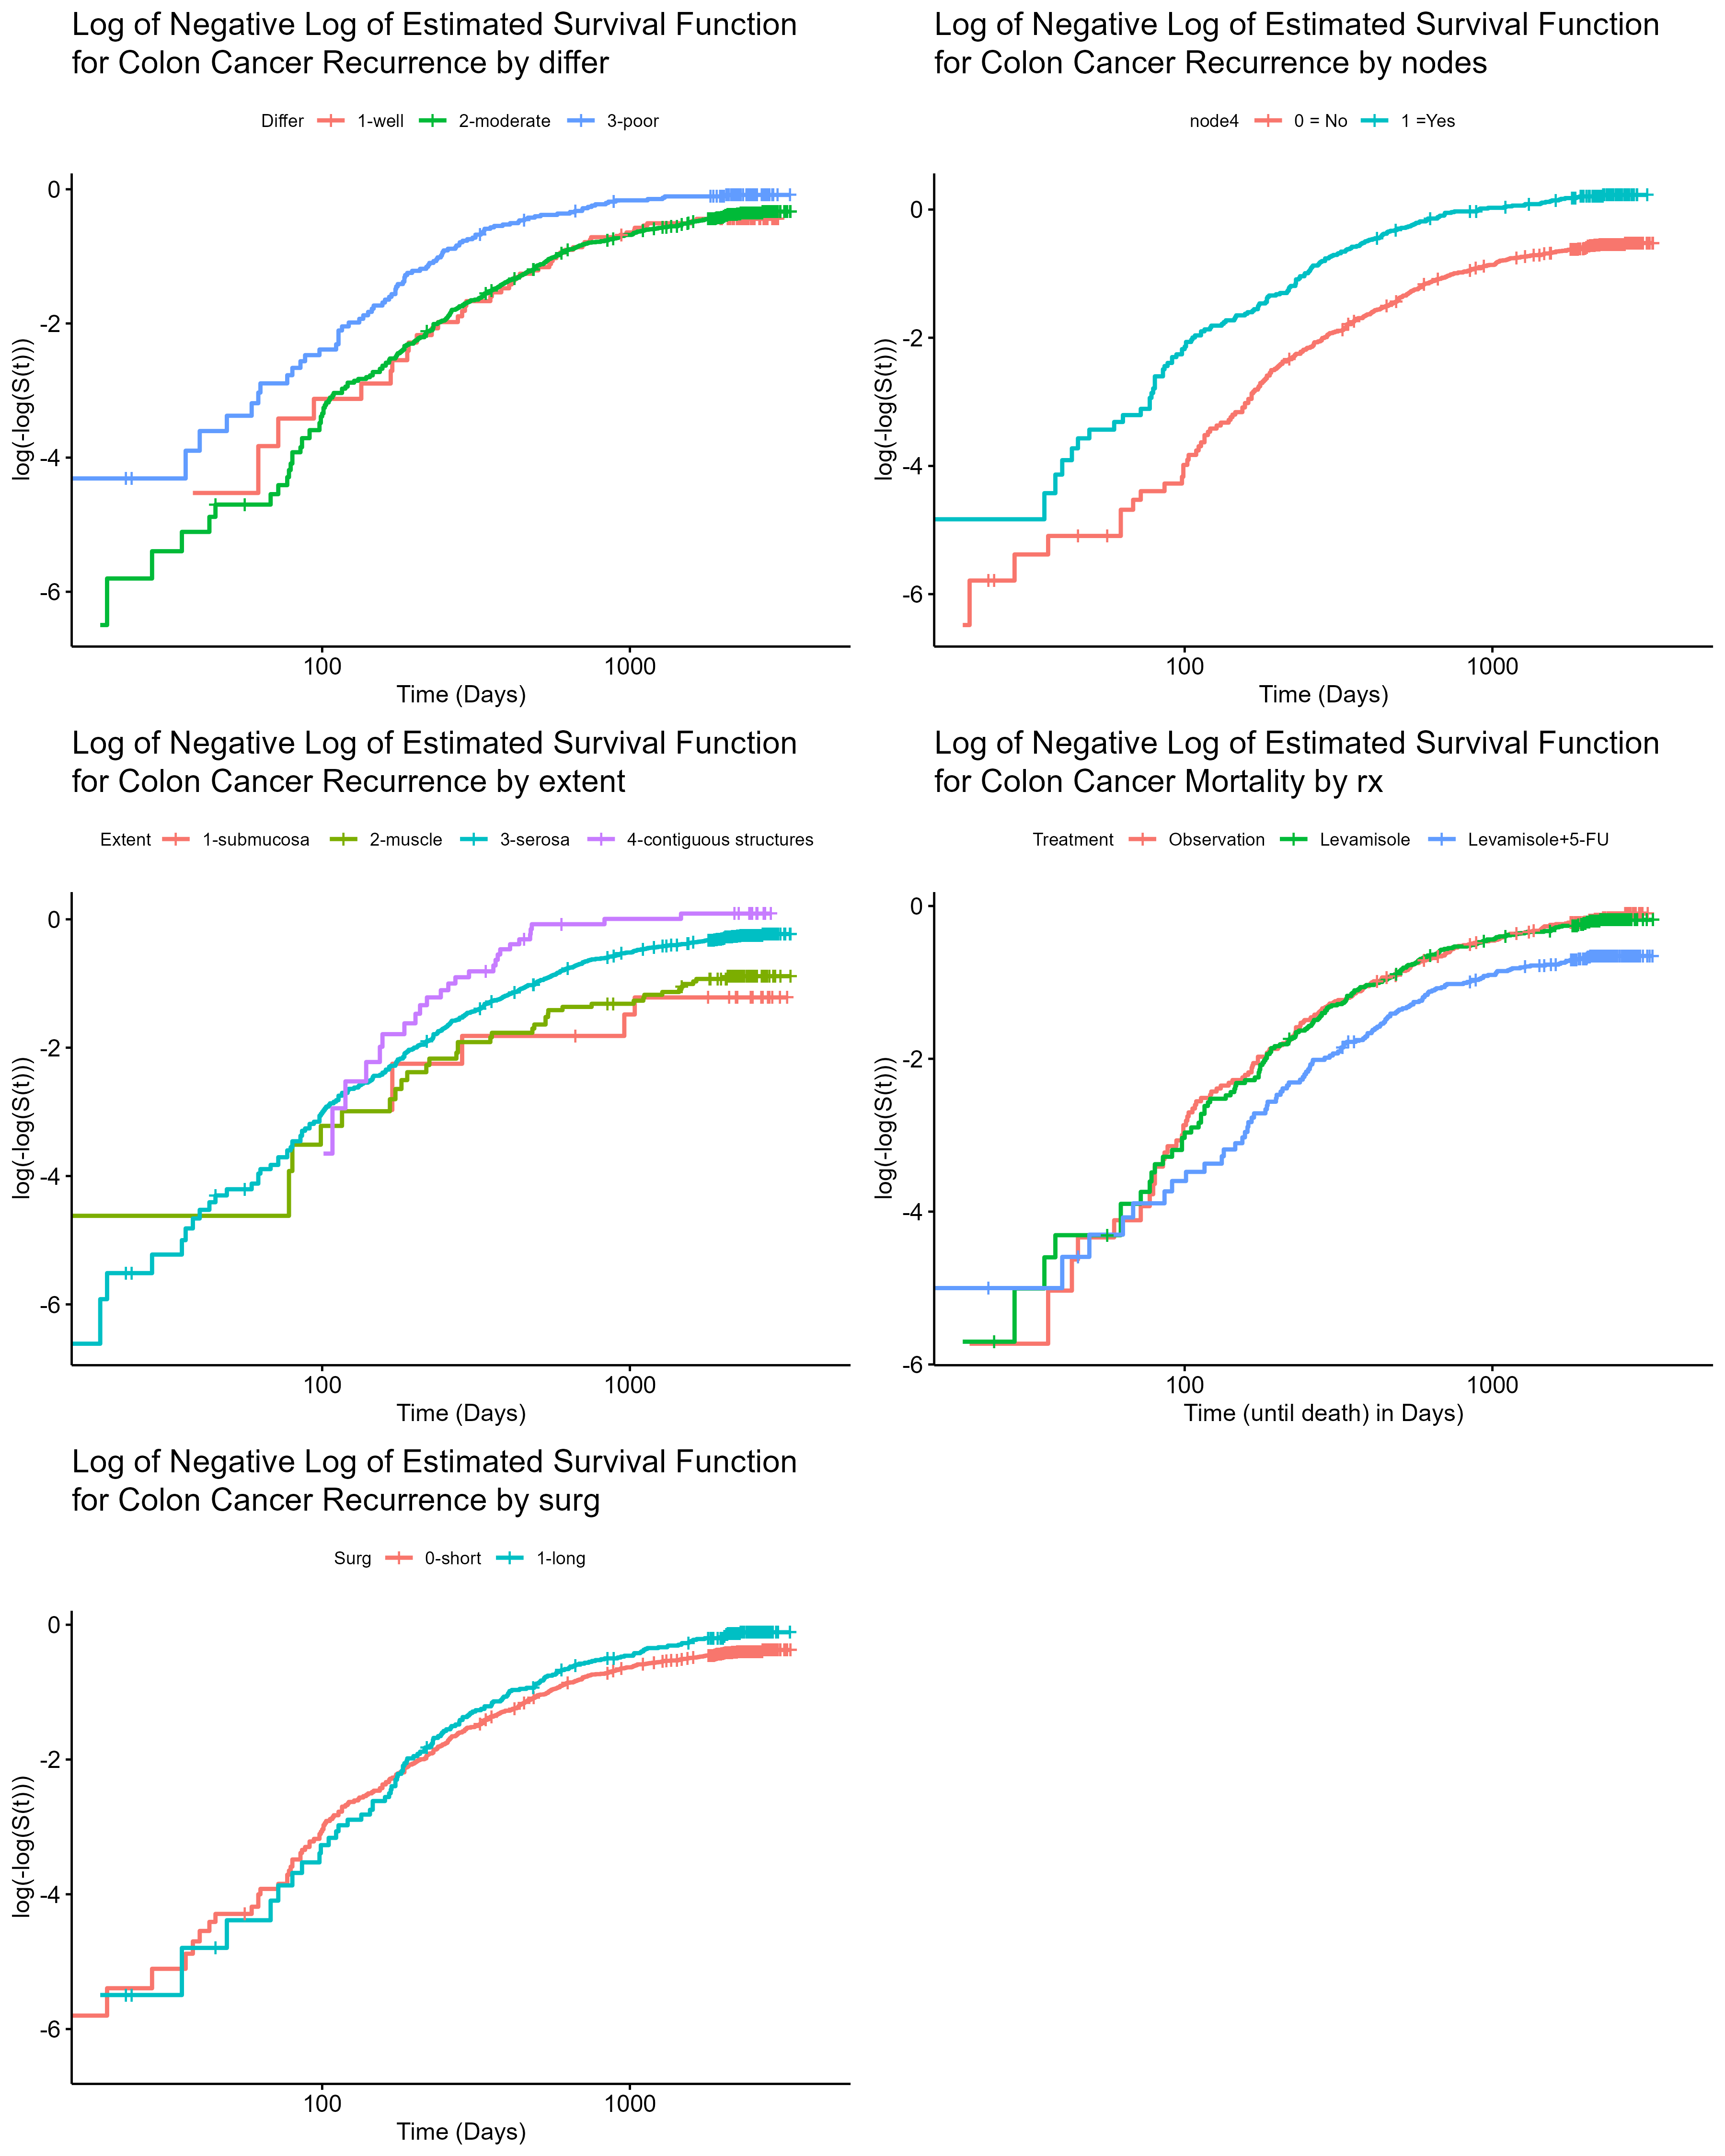 Log of Negative Log of Estimated Survival Function
for Colon Cancer Recurrence by differ
Differ 1-well 2-moderate 3-poor
log(-log(S(t)))
0
-2
-4
-6
100 1000
Time (Days)
Log of Negative Log of Estimated Survival Function
for Colon Cancer Recurrence by nodes
node4 0 = No 1 =Yes
log(-log(S(t)))
0
-2
-4
-6
100 1000
Time (Days)
Log of Negative Log of Estimated Survival Function
for Colon Cancer Recurrence by extent
Extent 1-submucosa 2-muscle 3-serosa 4-contiguous structures
log(-log(S(t)))
0
-2
-4
-6
100 1000
Time (Days)
Log of Negative Log of Estimated Survival Function
for Colon Cancer Mortality by rx
Treatment Observation Levamisole Levamisole+5-FU
log(-log(S(t)))
0
-2
-4
-6
100 1000
Time (until death) in Days)
Log of Negative Log of Estimated Survival Function
for Colon Cancer Recurrence by surg
Surg 0-short 1-long
log(-log(S(t)))
0
-2
-4
-6
100 1000
Time (Days)